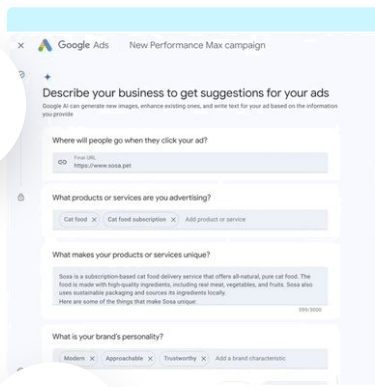 Google Ads New Performance Max campaign
Describe your business to get suggestions for your ads
Google AI can generate new images, enhance existing ones, and write text for your ad based on the information
you provide
Where will people go when they click your ad?
Final URL
https://www.sosa.pet
What products or services are you advertising?
Cat food X Cat food subscription X Add product or service
What makes your products or services unique?
Sosa is a subscription-based cat food delivery service that offers all-natural, pure cat food. The
food is made with high-quality ingredients, including real meat, vegetables, and fruits. Sosa also
uses sustainable packaging and sources its ingredients locally.
Here are some of the things that make Sosa unique:
What is your brand's personality?
Modern X Approachable X Trustworthy X Add a brand characteristic